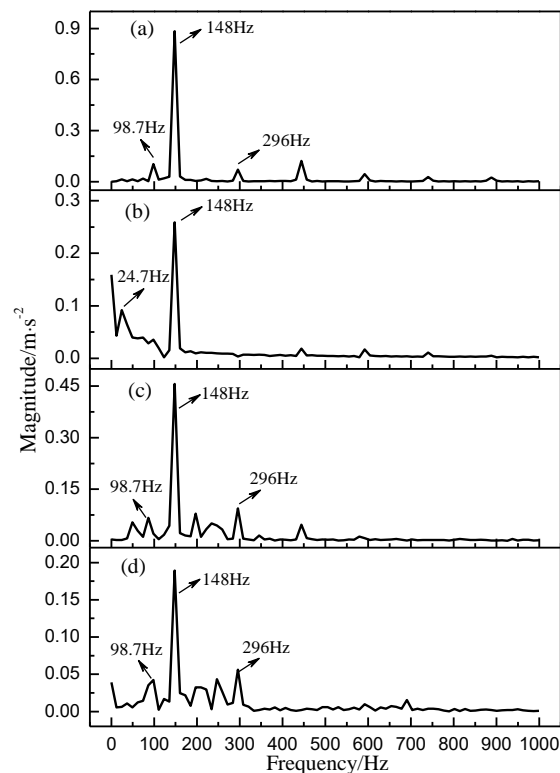 (a)
148Hz
98.7Hz
296Hz
0.9
0.6
0.3
0.0
(b)
148Hz
24.7Hz
0.3
0.2
0.1
0.0
(c)
148Hz
98.7Hz
296Hz
0.45
0.30
0.15
0.00
(d)
148Hz
98.7Hz
296Hz
0.20
0.15
0.10
0.05
0.00
Magnitude/m·s-2
0 100 200 300 400 500 600 700 800 900 1000
Frequency/Hz